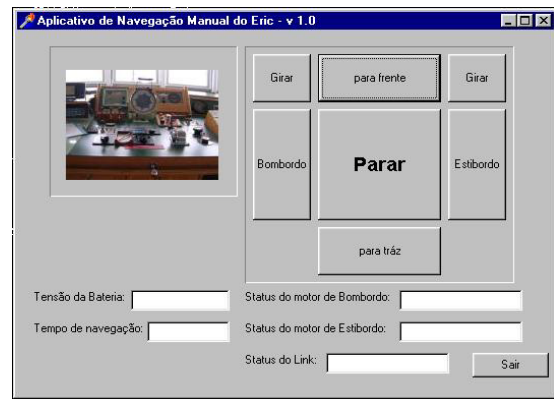 Aplicativo de Navegação Manual do Eric - v 1.0
Girar
para frente
Girar
Bombordo
Parar
Estibordo
para tráz
Tensão da Bateria:
Status do motor de Bombordo:
Tempo de navegação:
Status do motor de Estibordo:
Status do Link:
Sair